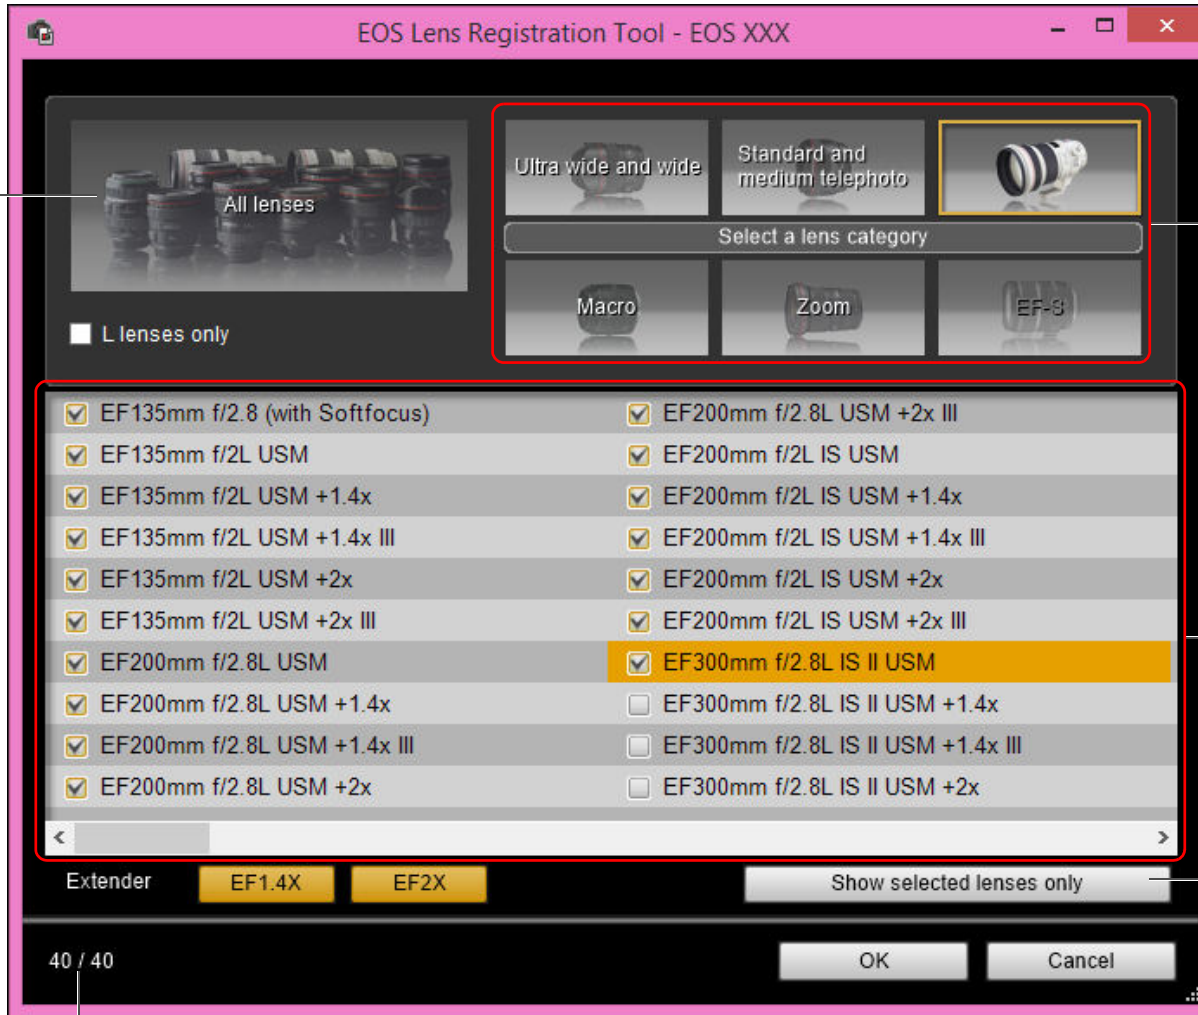 EOS Lens Registration Tool - EOS XXX
All lenses
L lenses only
Ultra wide and wide
Standard and
medium telephoto
Select a lens category
Macro
Zoom
EF-S
EF135mm f/2.8 (with Softfocus)
EF135mm f/2L USM
EF135mm f/2L USM +1.4x
EF135mm f/2L USM +1.4x III
EF135mm f/2L USM +2x
EF135mm f/2L USM +2x III
EF200mm f/2.8L USM
EF200mm f/2.8L USM +1.4x
EF200mm f/2.8L USM +1.4x III
EF200mm f/2.8L USM +2x
EF200mm f/2.8L USM +2x III
EF200mm f/2L IS USM
EF200mm f/2L IS USM +1.4x
EF200mm f/2L IS USM +1.4x III
EF200mm f/2L IS USM +2x
EF200mm f/2L IS USM +2x III
EF300mm f/2.8L IS II USM
EF300mm f/2.8L IS II USM +1.4x
EF300mm f/2.8L IS II USM +1.4x III
EF300mm f/2.8L IS II USM +2x
Extender
EF1.4X
EF2X
Show selected lenses only
40 / 40
OK
Cancel